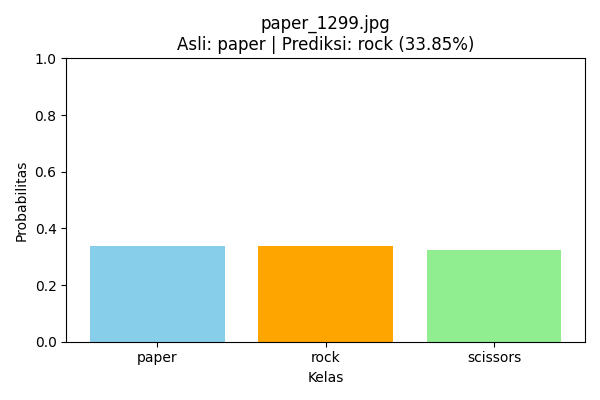 paper_1299.jpg
Asli: paper | Prediksi: rock (33.85%)
1.0
0.8
0.6
0.4
0.2
0.0
Probabilitas
paper rock scissors
Kelas